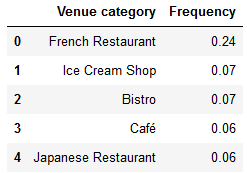 Venue category Frequency
0 French Restaurant 0.24
1 Ice Cream Shop 0.07
2 Bistro 0.07
3 Café 0.06
4 Japanese Restaurant 0.06